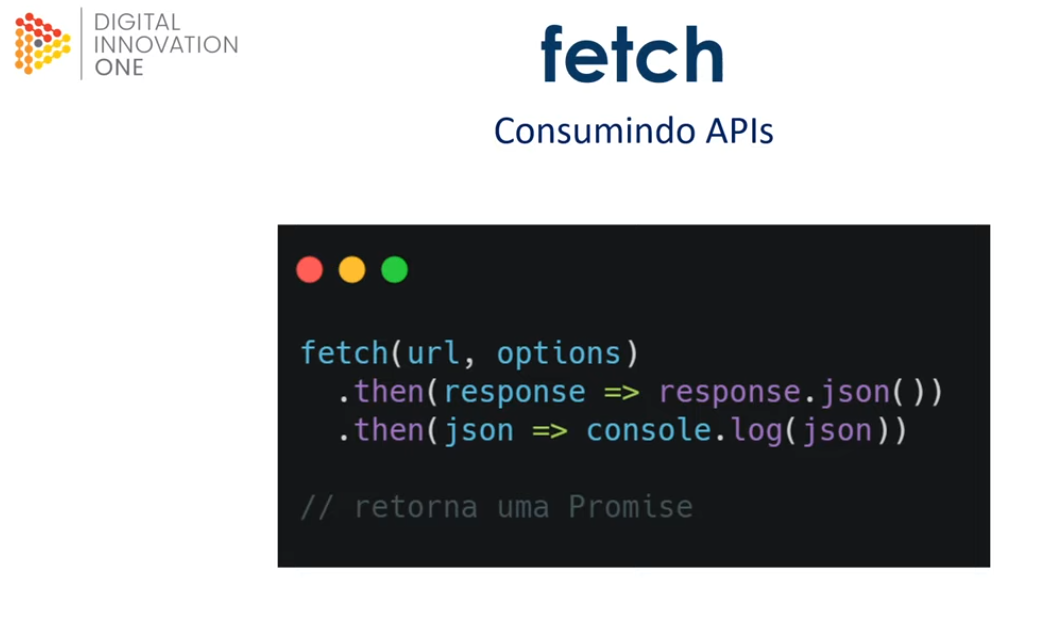 DIGITAL
INNOVATION
ONE
fetch
Consumindo APIs
fetch(url, options)
.then(response => response.json())
.then(json => console.log(json))
// retorna uma Promise